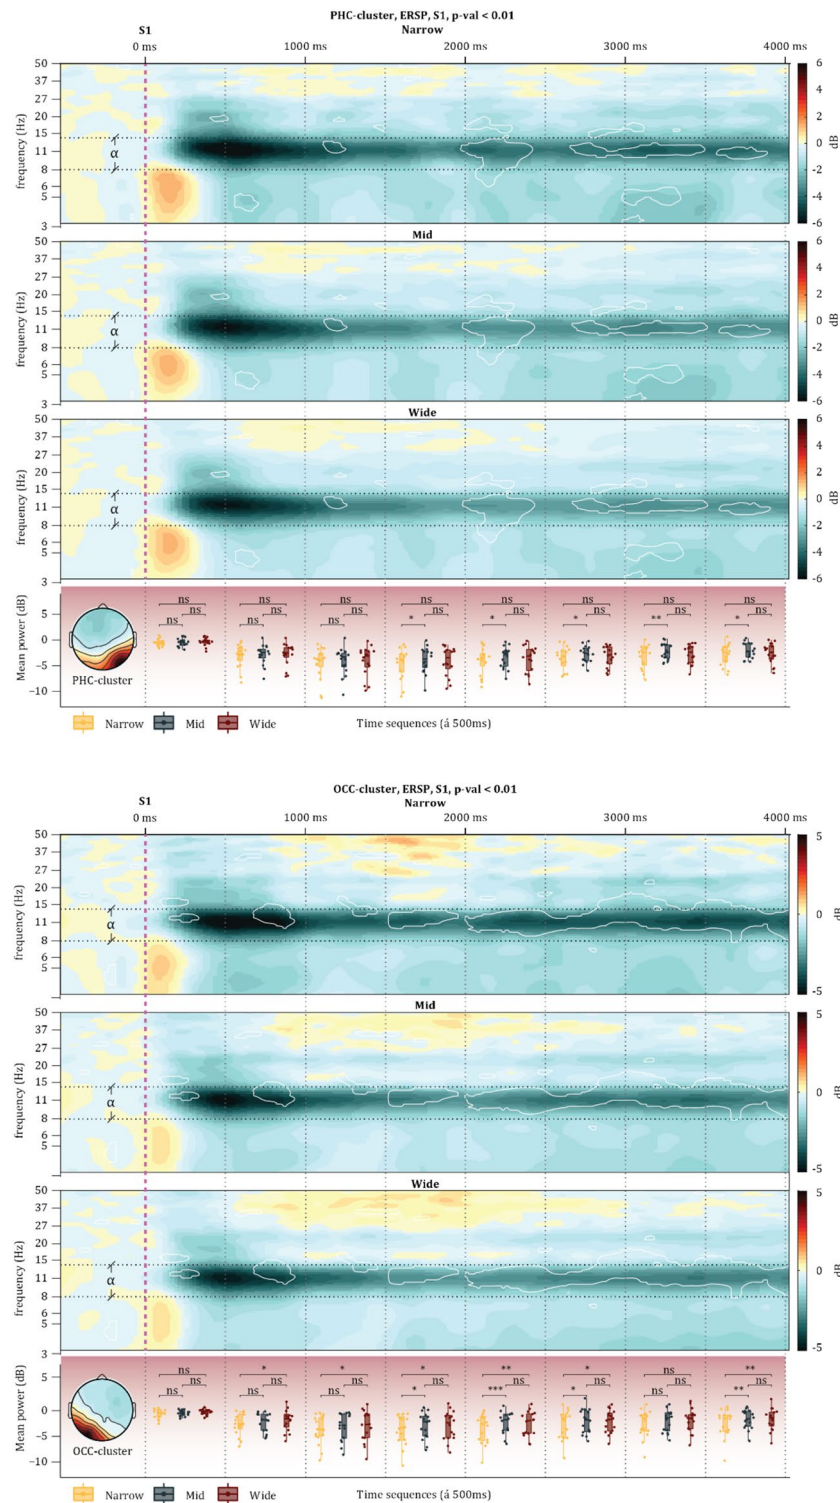 PHC-cluster, ERSP, S1, p-val < 0.01
S1 Narrow
0 ms 1000 ms 2000 ms 3000 ms 4000 ms
50
37
27
20
15
11
8
6
5
3
frequency (Hz)
α
6
4
2
0
-2
-4
-6
dB
Mid
50
37
27
20
15
11
8
6
5
3
frequency (Hz)
α
6
4
2
0
-2
-4
-6
dB
Wide
50
37
27
20
15
11
8
6
5
3
frequency (Hz)
α
6
4
2
0
-2
-4
-6
dB
Mean power (dB)
5
0
−5
−10
ns ns ns ns ns ns ns ns
ns ns ns ns ns ns ns ns
ns ns ns * * * ** *
PHC-cluster
Narrow Mid Wide Time sequences (á 500ms)
OCC-cluster, ERSP, S1, p-val < 0.01
S1 Narrow
0 ms 1000 ms 2000 ms 3000 ms 4000 ms
50
37
27
20
15
11
8
6
5
3
frequency (Hz)
α
5
0
-5
dB
Mid
50
37
27
20
15
11
8
6
5
3
frequency (Hz)
α
5
0
-5
dB
Wide
50
37
27
20
15
11
8
6
5
3
frequency (Hz)
α
5
0
-5
dB
Mean power (dB)
5
0
−5
−10
ns * * * ** * ns **
ns ns ns ns ns ns ns ns
ns ns ns * *** * ns **
OCC-cluster
Narrow Mid Wide Time sequences (á 500ms)